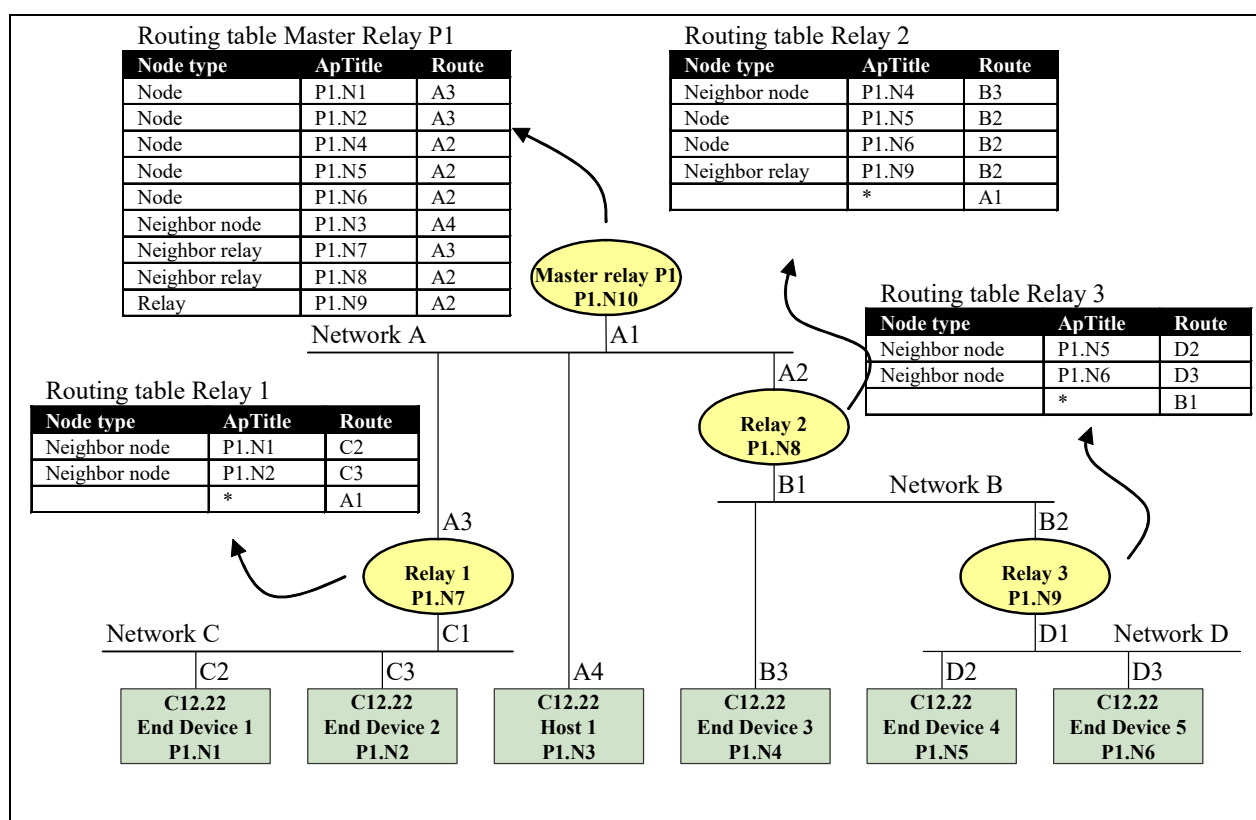 Routing table Master Relay P1
Node type ApTitle Route
Node P1.N1 A3
Node P1.N2 A3
Node P1.N4 A2
Node P1.N5 A2
Node P1.N6 A2
Neighbor node P1.N3 A4
Neighbor relay P1.N7 A3
Neighbor relay P1.N8 A2
Relay P1.N9 A2
Routing table Relay 2
Node type ApTitle Route
Neighbor node P1.N4 B3
Node P1.N5 B2
Node P1.N6 B2
Neighbor relay P1.N9 B2
* A1
Master relay P1
P1.N10
Routing table Relay 3
Node type ApTitle Route
Neighbor node P1.N5 D2
Neighbor node P1.N6 D3
* B1
Network A
A1
Routing table Relay 1
Node type ApTitle Route
Neighbor node P1.N1 C2
Neighbor node P1.N2 C3
* A1
A2
Relay 2
P1.N8
B1
Network B
A3
Relay 1
P1.N7
B2
Relay 3
P1.N9
Network C
C1
D1
Network D
C2
C3
A4
B3
D2
D3
C12.22
End Device 1
P1.N1
C12.22
End Device 2
P1.N2
C12.22
Host 1
P1.N3
C12.22
End Device 3
P1.N4
C12.22
End Device 4
P1.N5
C12.22
End Device 5
P1.N6